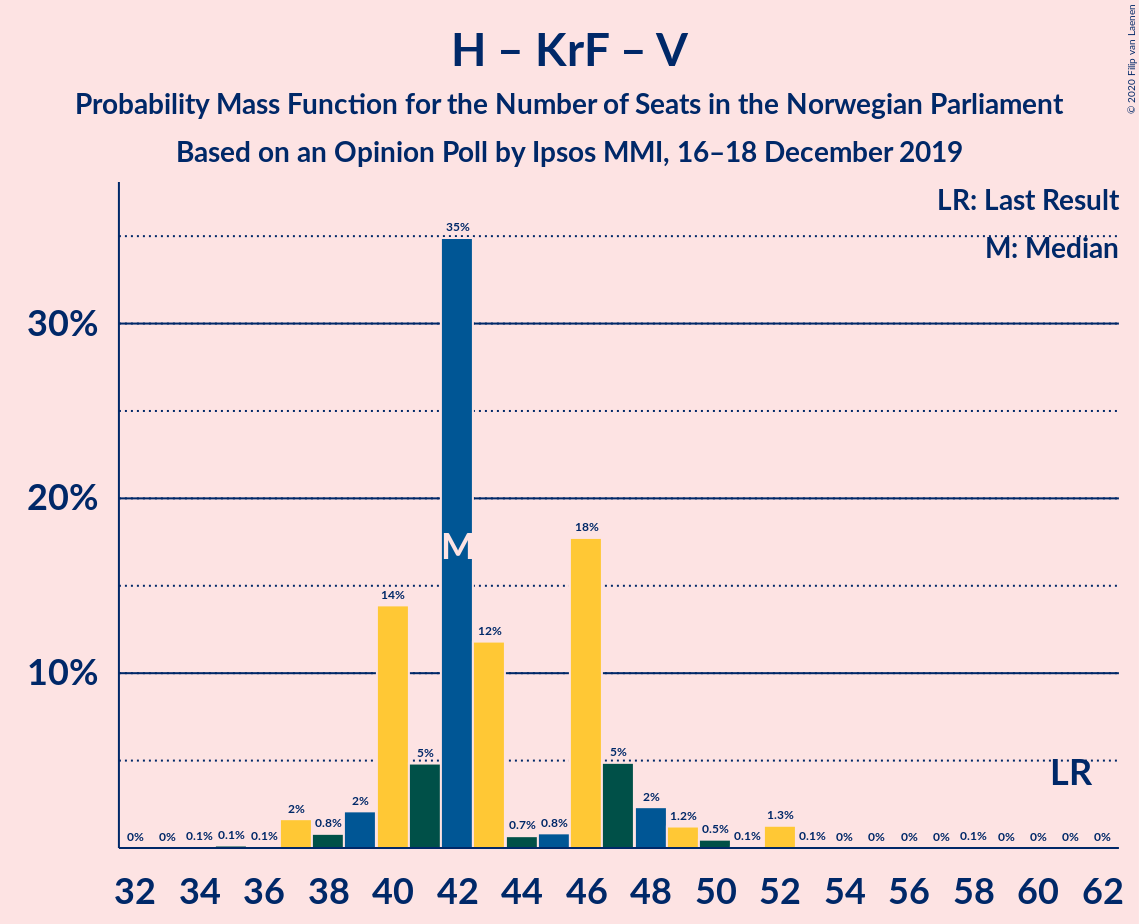 H – KrF – V
Probability Mass Function for the Number of Seats in the Norwegian Parliament
Based on an Opinion Poll by Ipsos MMI, 16–18 December 2019
© 2020 Filip van Laenen
LR: Last Result
M: Median
30%
20%
10%
0% 0% 0.1% 0.1% 0.1% 2% 0.8% 2% 14% 5% 35% 12% 0.7% 0.8% 18% 5% 2% 1.2% 0.5% 0.1% 1.3% 0.1% 0% 0% 0% 0% 0.1% 0% 0% 0% 0%
M
LR
32 34 36 38 40 42 44 46 48 50 52 54 56 58 60 62